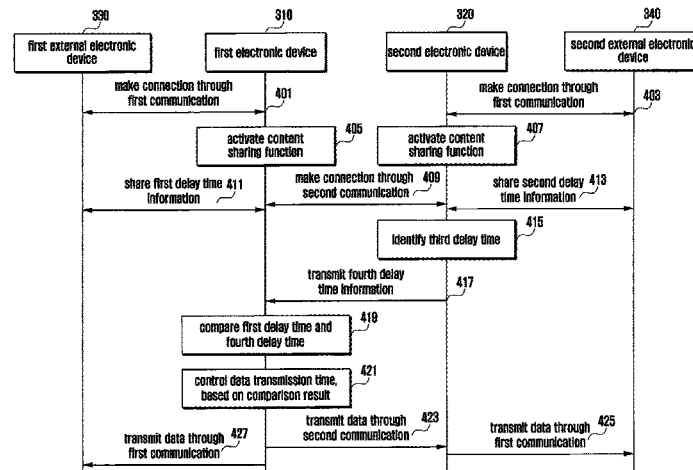 330
310
320
340
first external electronic
device
first electronic device
second electronic device
second external electronic
device
make connection through
first communication
401
make connection through
first communication
403
activate content
sharing function
405
activate content
sharing function
407
share first delay time
information
411
make connection through
second communication
409
share second delay
time information
413
identify third delay time
415
transmit fourth delay
time information
417
compare first delay time and
fourth delay time
419
control data transmission time,
based on comparison result
421
transmit data through
second communication
423
transmit data through
first communication
425
transmit data through
first communication
427